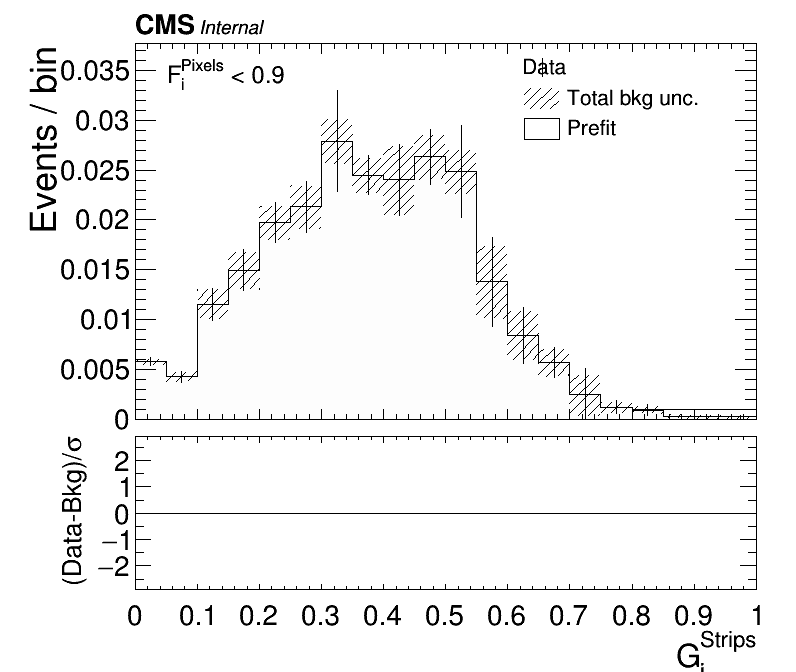 CMS Internal
F_i^Pixels < 0.9
Data
Total bkg unc.
Prefit
Events / bin
0.035
0.03
0.025
0.02
0.015
0.01
0.005
0
(Data-Bkg)/σ
2
1
0
−1
−2
0 0.1 0.2 0.3 0.4 0.5 0.6 0.7 0.8 0.9 1
G_i^Strips